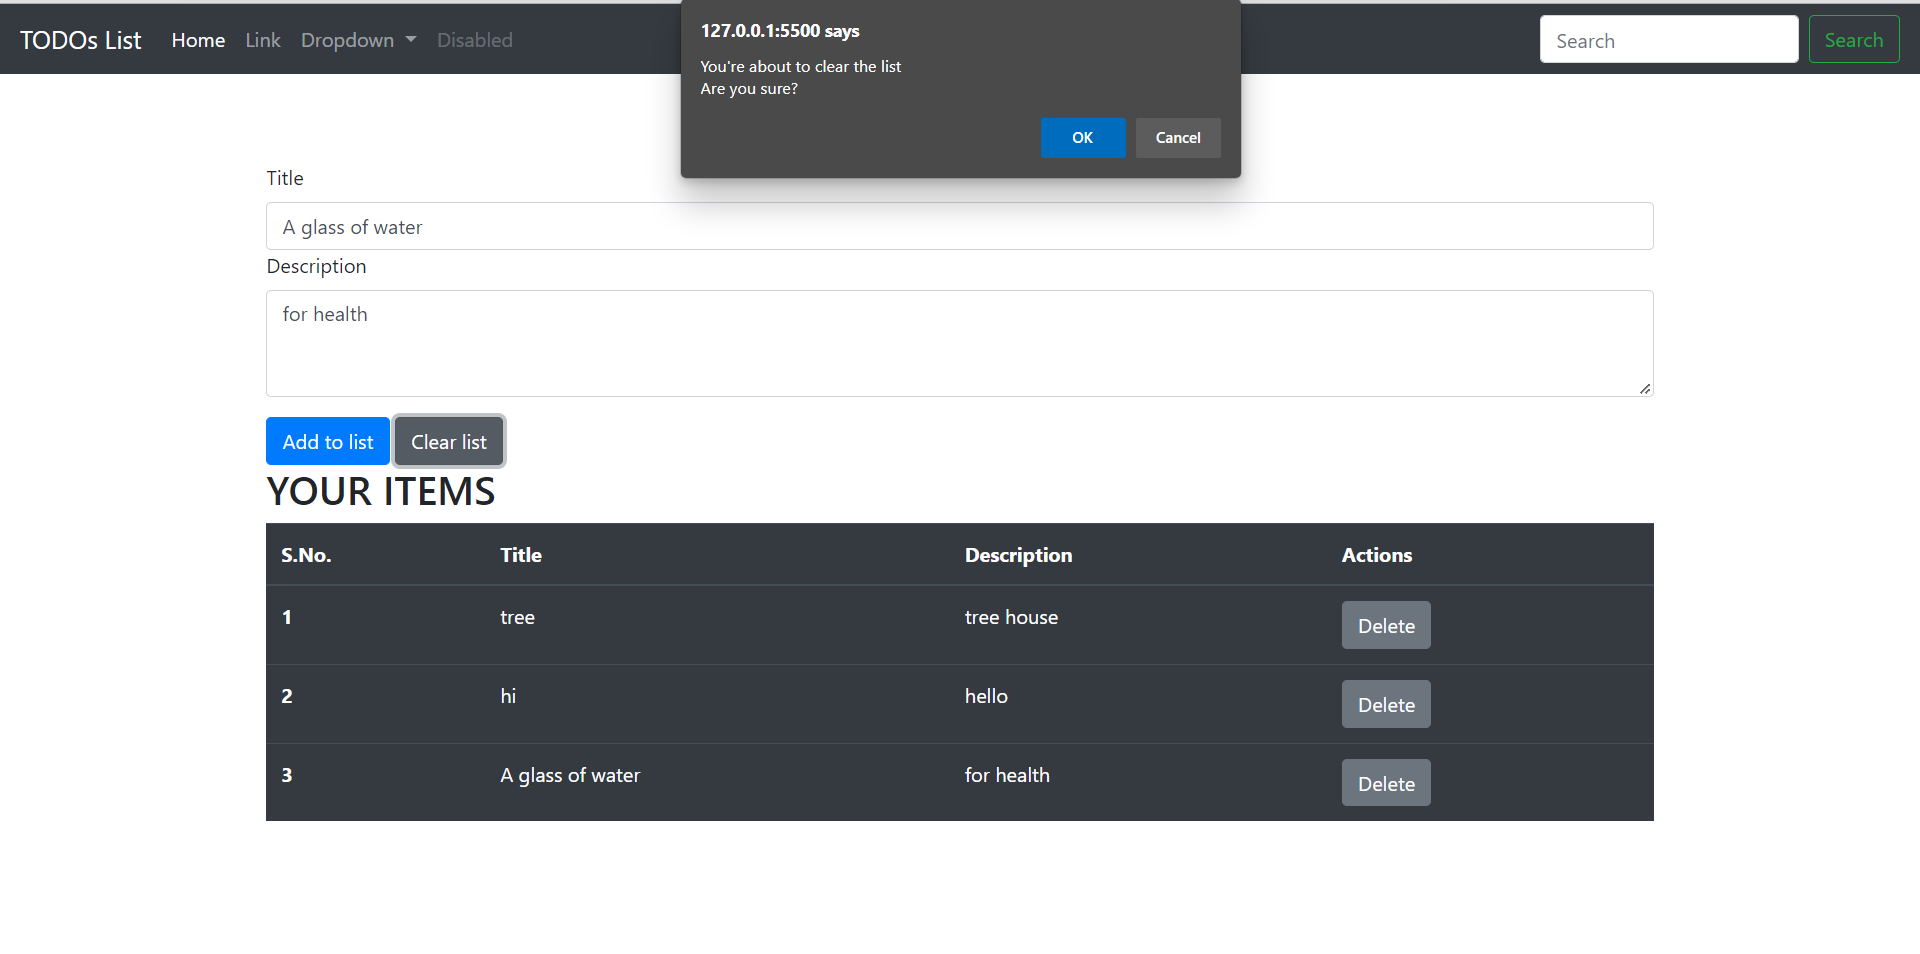 TODOs List Home Link Dropdown Disabled Search Search
127.0.0.1:5500 says
You're about to clear the list
Are you sure?
OK Cancel
Title
A glass of water
Description
for health
Add to list Clear list
YOUR ITEMS
S.No. Title Description Actions
1 tree tree house Delete
2 hi hello Delete
3 A glass of water for health Delete